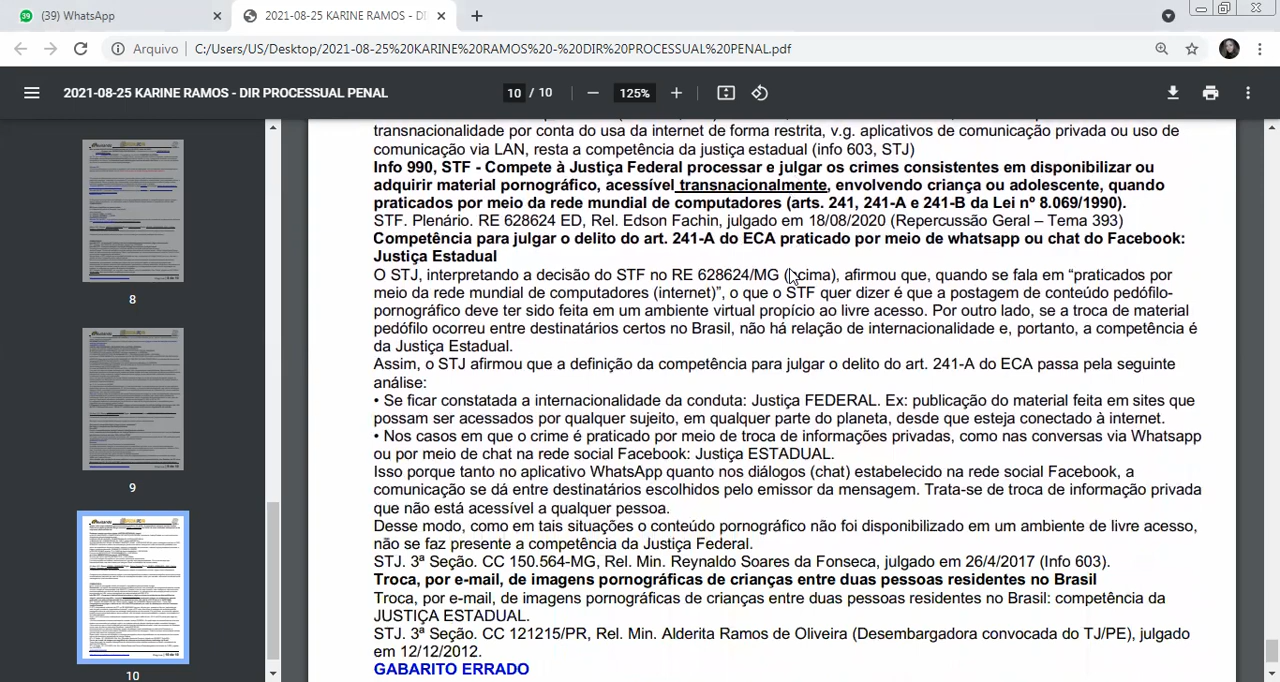 (39) WhatsApp
2021-08-25 KARINE RAMOS - DI
Arquivo C:/Users/US/Desktop/2021-08-25%20KARINE%20RAMOS%20-%20DIR%20PROCESSUAL%20PENAL.pdf
2021-08-25 KARINE RAMOS - DIR PROCESSUAL PENAL
10 / 10
125%
8
9
10
transnacionalidade por conta do usa da internet de forma restrita, v.g. aplicativos de comunicação privada ou uso de
comunicação via LAN, será competência da justiça estadual (info 603, STJ)
Info 990, STF - Compete à Justiça Federal processar e julgar os crimes consistentes em disponibilizar ou
adquirir material pornográfico, acessível transnacionalmente, envolvendo criança ou adolescente, quando
praticados por meio da rede mundial de computadores (arts. 241, 241-A e 241-B da Lei nº 8.069/1990).
STF. Plenário. RE 628624 ED, Rel. Edson Fachin, julgado em 18/08/2020 (Repercussão Geral – Tema 393)
Competência para julgar o delito do art. 241-A do ECA praticado por meio de whatsapp ou chat do Facebook:
Justiça Estadual
O STJ, interpretando a decisão do STF no RE 628624/MG ( ), afirmou que, quando se fala em “praticados por
meio da rede mundial de computadores (internet)”, o que o STF quer dizer é que a postagem de conteúdo pedófilo-
pornográfico deve ter sido feita em um ambiente virtual propício ao livre acesso. Por outro lado, se a troca de material
pedófilo ocorreu entre destinatários certos no Brasil, não há relação de internacionalidade e, portanto, a competência é
da Justiça Estadual.
Assim, o STJ afirmou que a definição da competência para julgar o delito do art. 241-A do ECA passa pela seguinte
análise:
• Se ficar constatada a internacionalidade da conduta: Justiça FEDERAL. Ex: publicação do material feita em sites que
possam ser acessados por qualquer sujeito, em qualquer parte do planeta, desde que esteja conectado à internet.
• Nos casos em que o crime é praticado por meio de troca de informações privadas, como nas conversas via Whatsapp
ou por meio de chat na rede social Facebook: Justiça ESTADUAL.
Isso porque tanto no aplicativo WhatsApp quanto nos diálogos (chat) estabelecido na rede social Facebook, a
comunicação se dá entre destinatários escolhidos pelo emissor da mensagem. Trata-se de troca de informação privada
que não está acessível a qualquer pessoa.
Desse modo, como em tais situações o conteúdo pornográfico não foi disponibilizado em um ambiente de livre acesso,
não se faz presente a competência da Justiça Federal.
STJ. 3ª Seção. CC 150564-MG, Rel. Min. Reynaldo Soares da Fonseca, julgado em 26/4/2017 (Info 603).
Troca, por e-mail, de imagens pornográficas de crianças entre duas pessoas residentes no Brasil
Troca, por e-mail, de imagens pornográficas de crianças entre duas pessoas residentes no Brasil: competência da
JUSTIÇA ESTADUAL.
STJ. 3ª Seção. CC 121215/PR, Rel. Min. Alderita Ramos de Oliveira (Desembargadora convocada do TJ/PE), julgado
em 12/12/2012.
GABARITO ERRADO